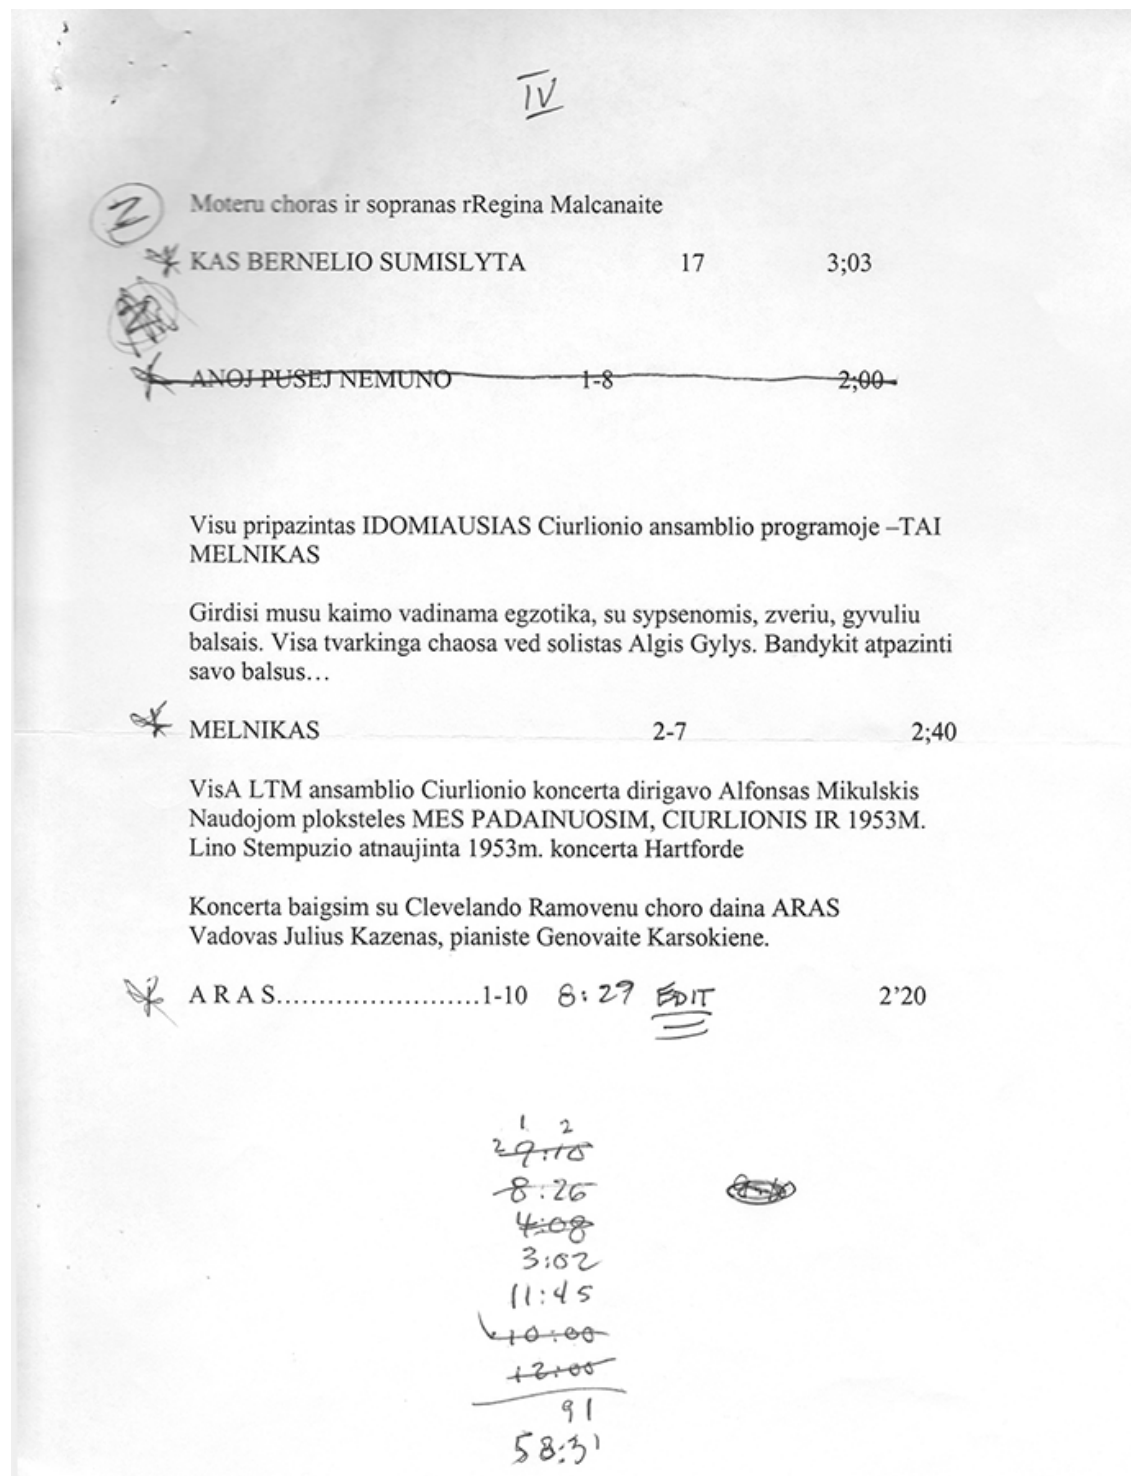 IV
Moteru choras ir sopranas rRegina Malcanaite
KAS BERNELIO SUMISLYTA 17 3;03
ANOJ PUSEJ NEMUNO 1-8 2;00
Visu pripazintas IDOMIAUSIAS Ciurlionio ansamblio programoje –TAI
MELNIKAS
Girdisi musu kaimo vadinama egzotika, su sypsenomis, zveriu, gyvuliu
balsais. Visa tvarkinga chaosa ved solistas Algis Gylys. Bandykit atpazinti
savo balsus…
MELNIKAS 2-7 2;40
VisA LTM ansamblio Ciurlionio koncerta dirigavo Alfonsas Mikulskis
Naudojom ploksteles MES PADAINUOSIM, CIURLIONIS IR 1953M.
Lino Stempuzio atnaujinta 1953m. koncerta Hartforde
Koncerta baigsim su Clevelando Ramovenu choro daina ARAS
Vadovas Julius Kazenas, pianiste Genovaite Karsokiene.
A R A S........................1-10 8:29 EDIT 2’20
1 2
2 9:10
8:26
4:08
3:02
11:45
10:00
12:00
91
58:31